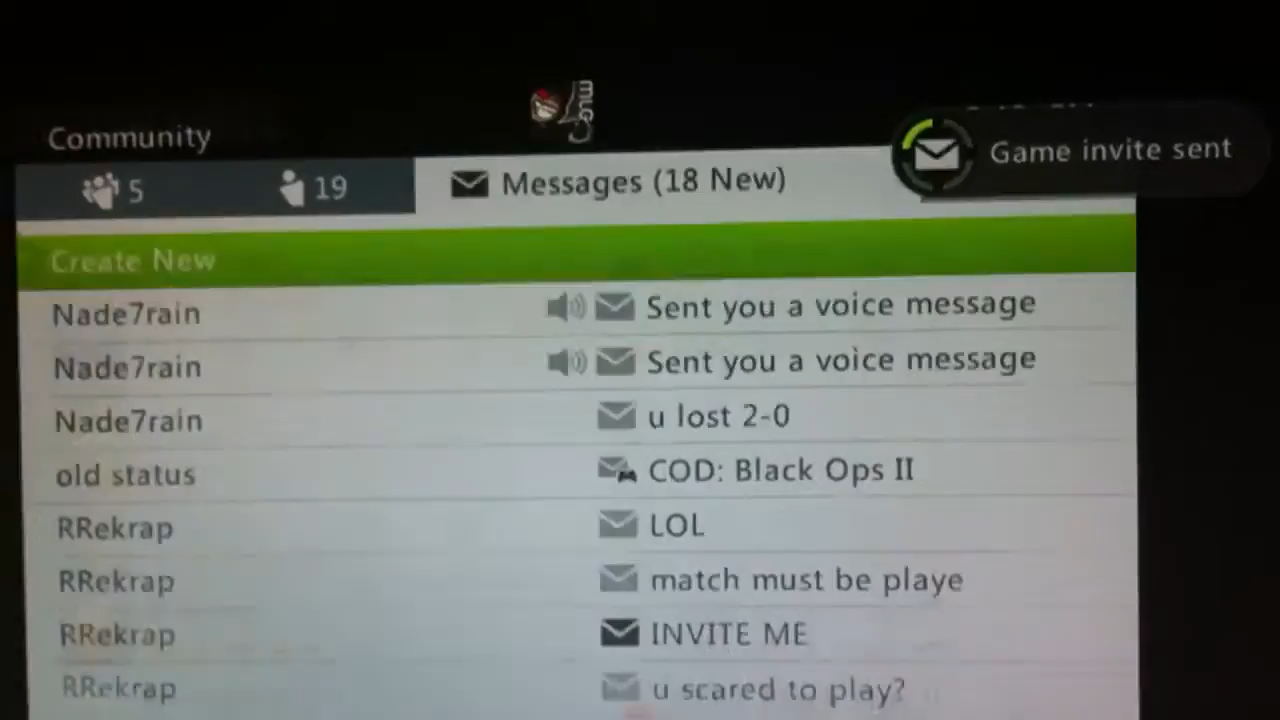 MLG
Community
Game invite sent
5 19 Messages (18 New)
Create New
Nade7rain Sent you a voice message
Nade7rain Sent you a voice message
Nade7rain u lost 2-0
old status COD: Black Ops II
RRekrap LOL
RRekrap match must be playe
RRekrap INVITE ME
RRekrap u scared to play?